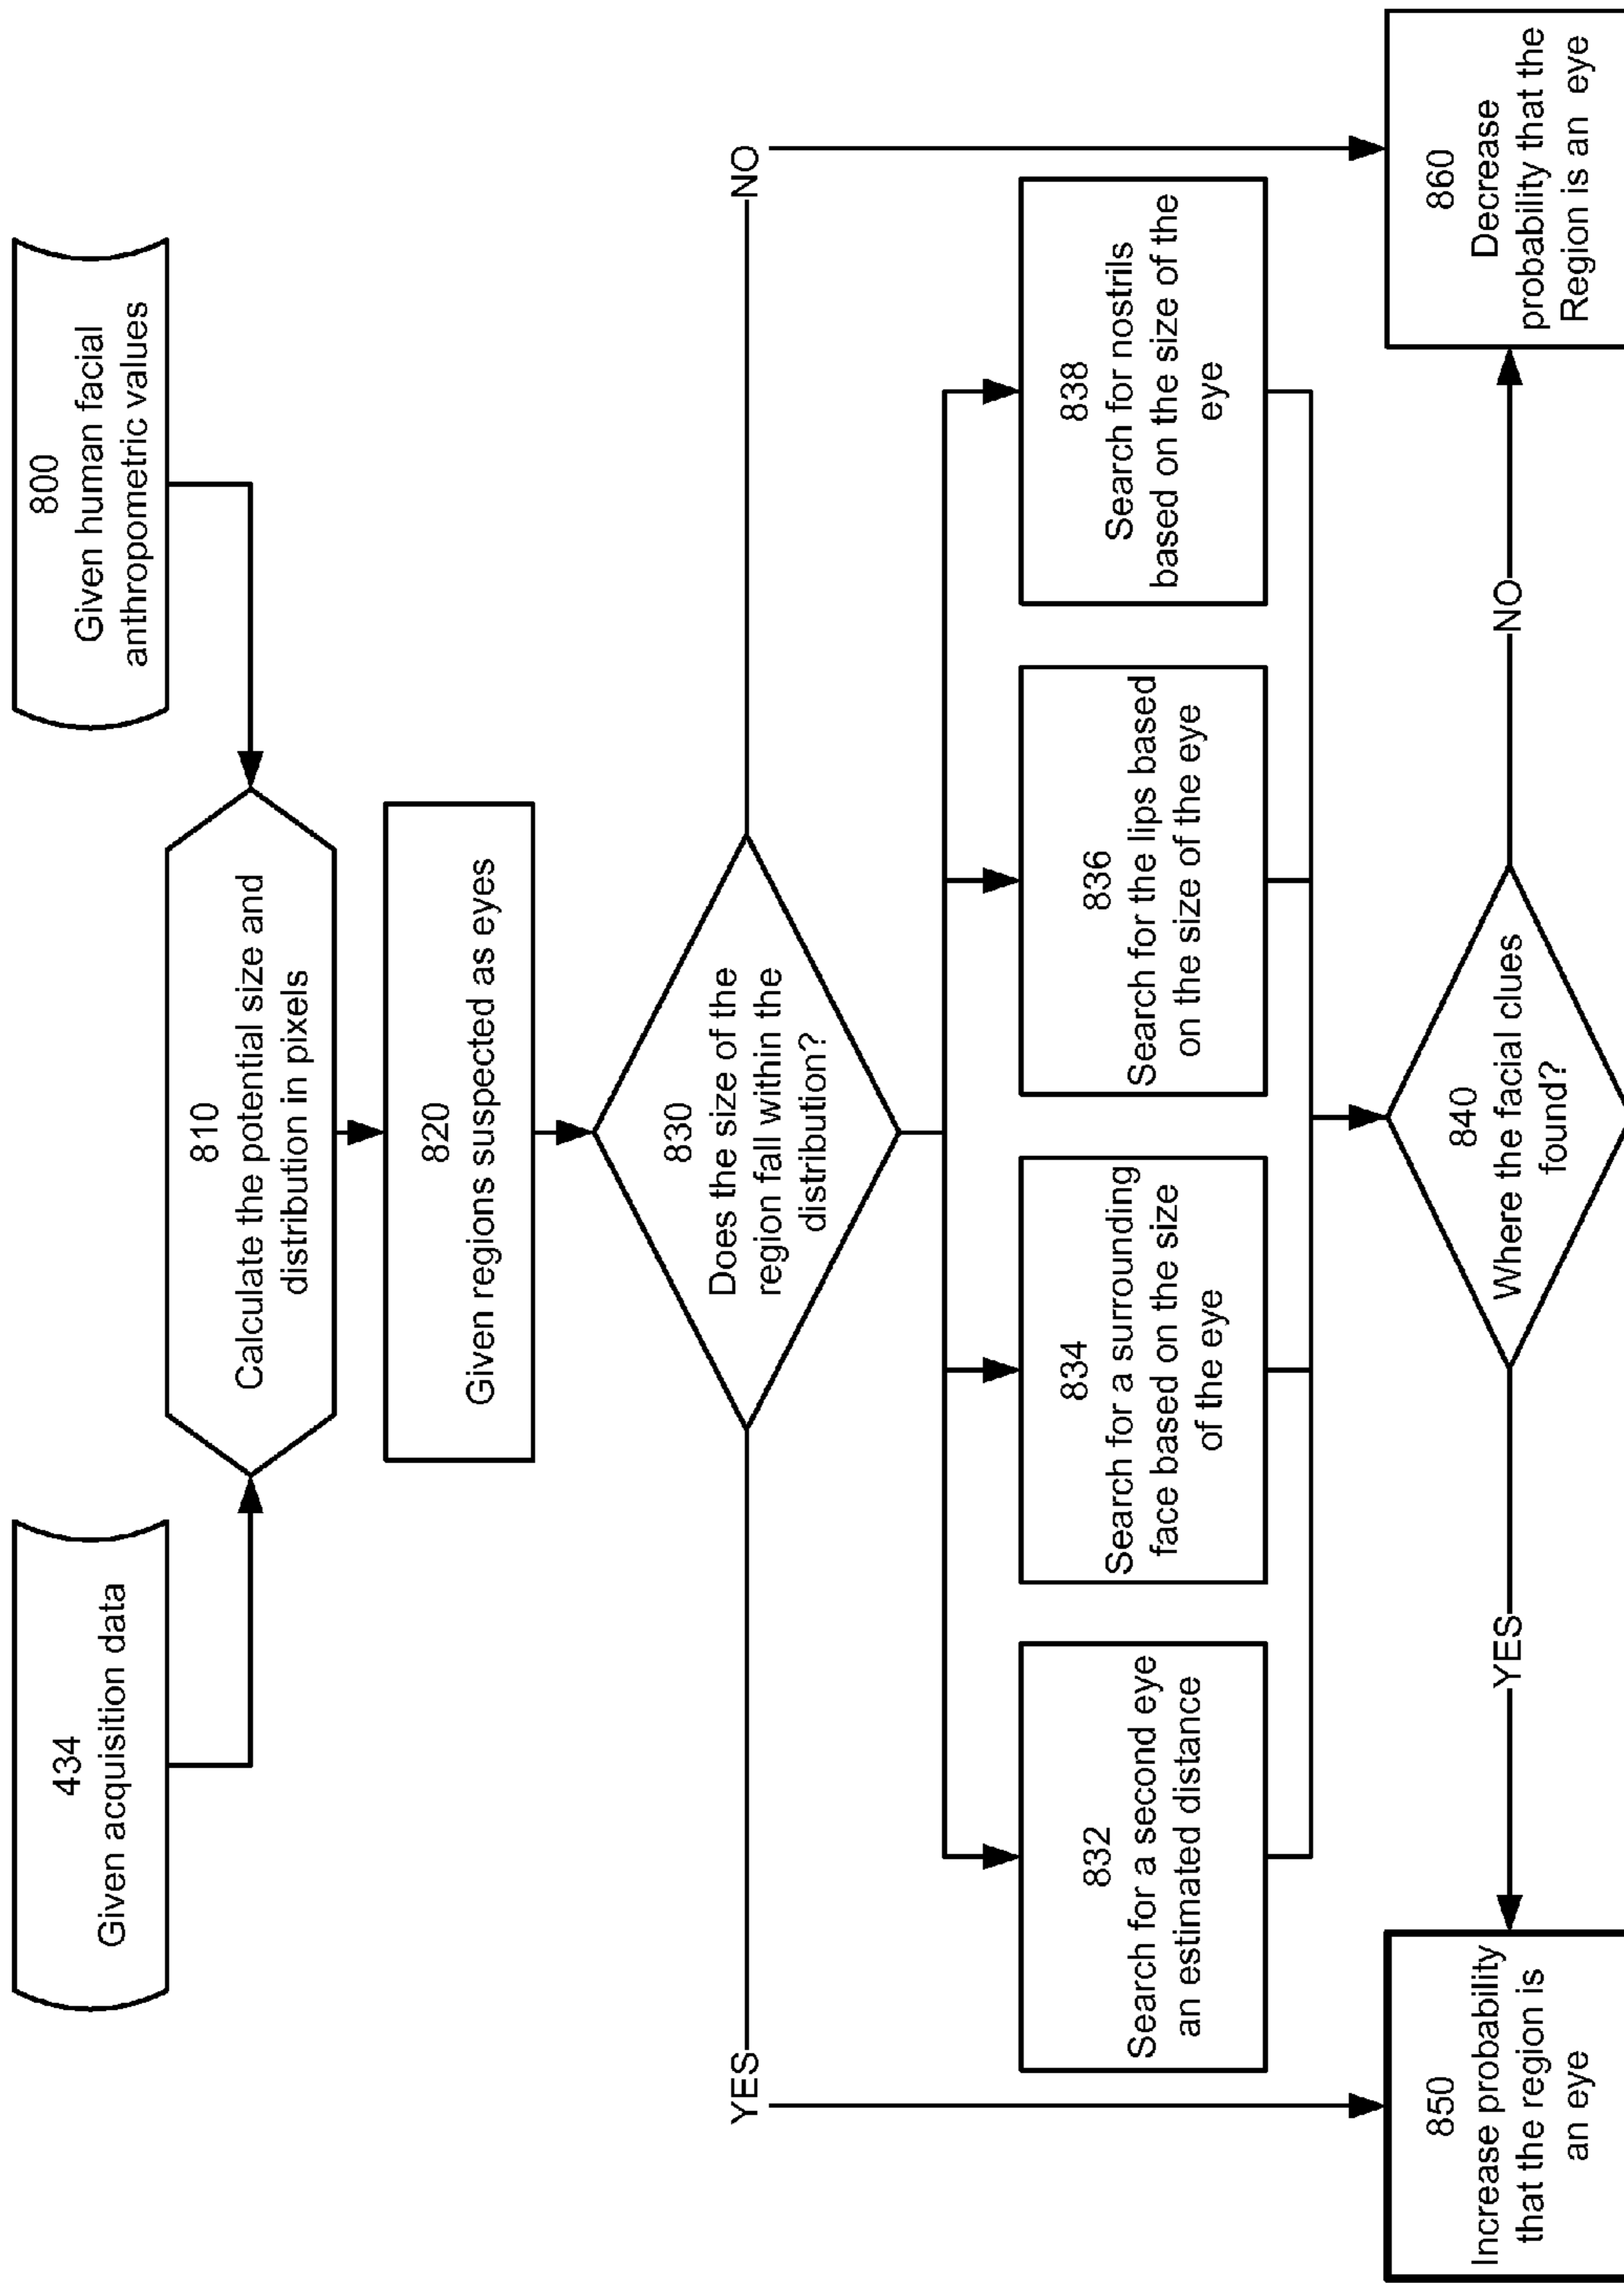 434
Given acquisition data
800
Given human facial
anthropometric values
810
Calculate the potential size and
distribution in pixels
820
Given regions suspected as eyes
830
Does the size of the
region fall within the
distribution?
YES
NO
832
Search for a second eye
an estimated distance
834
Search for a surrounding
face based on the size
of the eye
836
Search for the lips based
on the size of the eye
838
Search for nostrils
based on the size of the
eye
840
Where the facial clues
found?
YES
NO
850
Increase probability
that the region is
an eye
860
Decrease
probability that the
Region is an eye